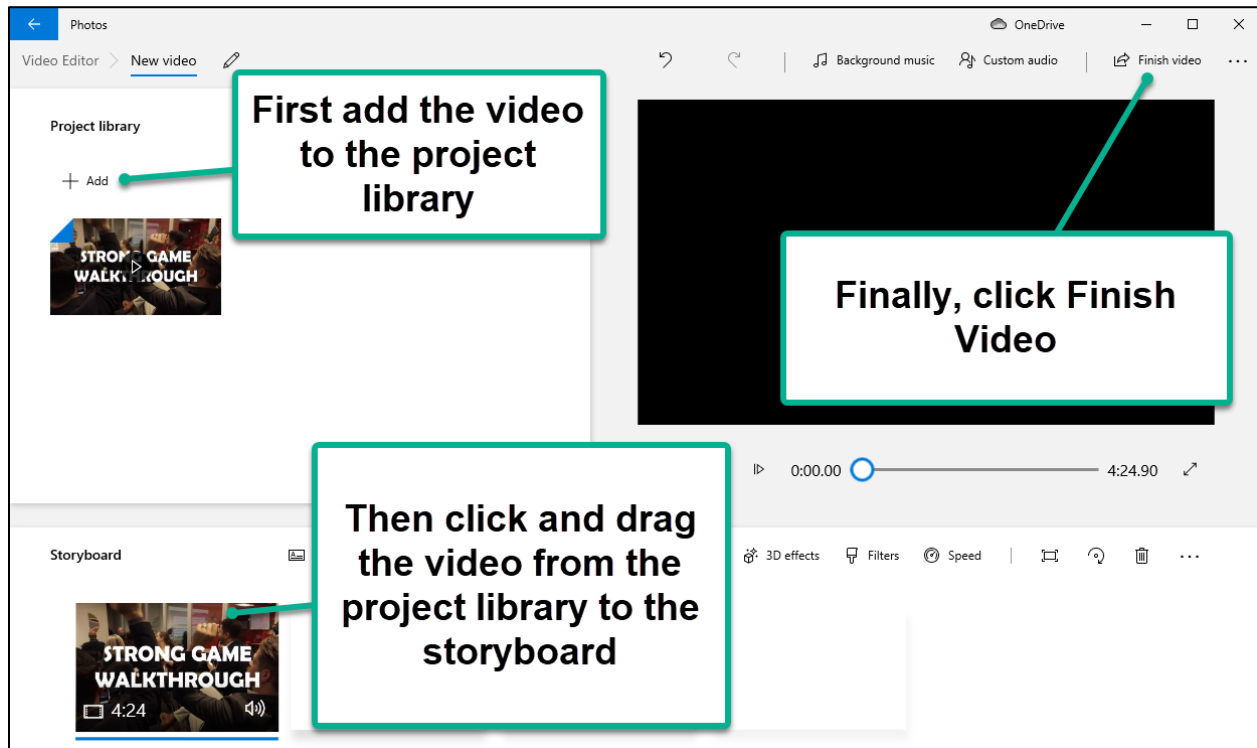 Photos
OneDrive
Video Editor
New video
Background music
Custom audio
Finish video
Project library
Add
First add the video
to the project
library
STRONG GAME
Finally, click Finish
Video
0:00.00
4:24.90
Then click and drag
the video from the
project library to the
storyboard
Storyboard
3D effects
Filters
Speed
STRONG GAME
WALKTHROUGH
4:24